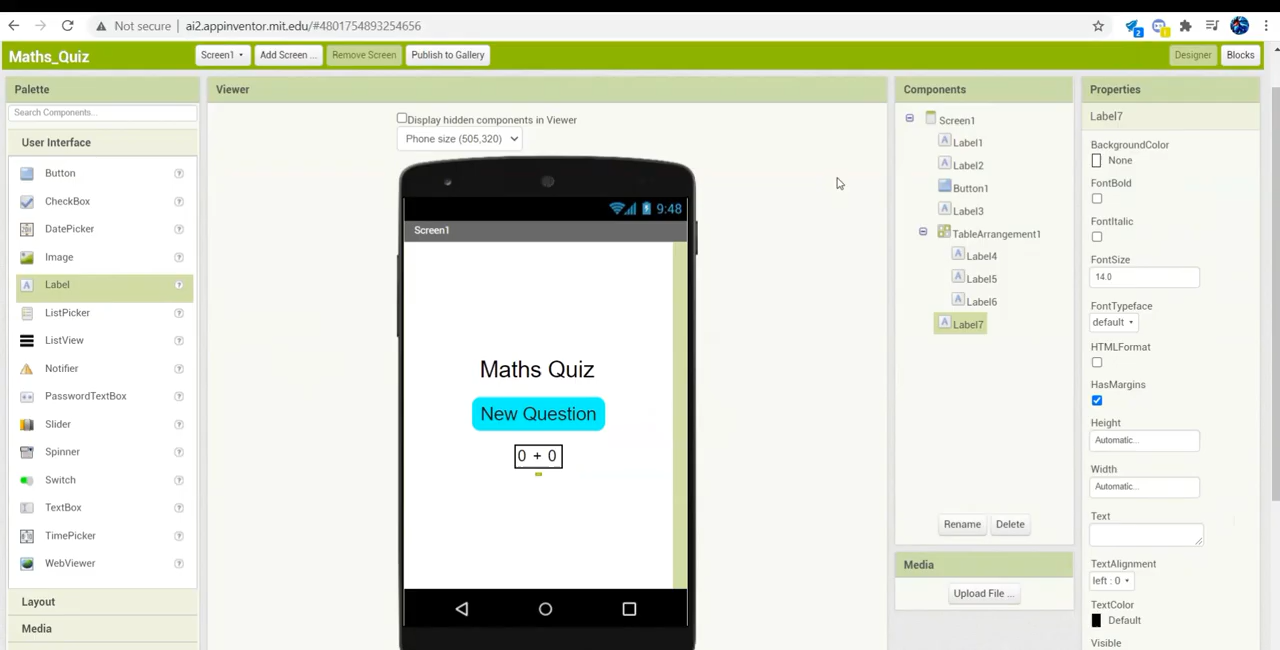 Not secure | ai2.appinventor.mit.edu/#4801754893254656
2
1
Maths_Quiz
Screen1
Add Screen ...
Remove Screen
Publish to Gallery
Designer
Blocks
Palette
Search Components...
User Interface
Button ?
CheckBox ?
DatePicker ?
Image ?
A Label ?
ListPicker ?
ListView ?
Notifier ?
PasswordTextBox ?
Slider ?
Spinner ?
Switch ?
TextBox ?
TimePicker ?
WebViewer ?
Layout
Media
Viewer
Display hidden components in Viewer
Phone size (505,320)
9:48
Screen1
Maths Quiz
New Question
0 + 0
Components
Screen1
A Label1
A Label2
Button1
A Label3
TableArrangement1
A Label4
A Label5
A Label6
A Label7
Rename
Delete
Media
Upload File ...
Properties
Label7
BackgroundColor
None
FontBold
FontItalic
FontSize
14.0
FontTypeface
default
HTMLFormat
HasMargins
Height
Automatic...
Width
Automatic...
Text
TextAlignment
left : 0
TextColor
Default
Visible